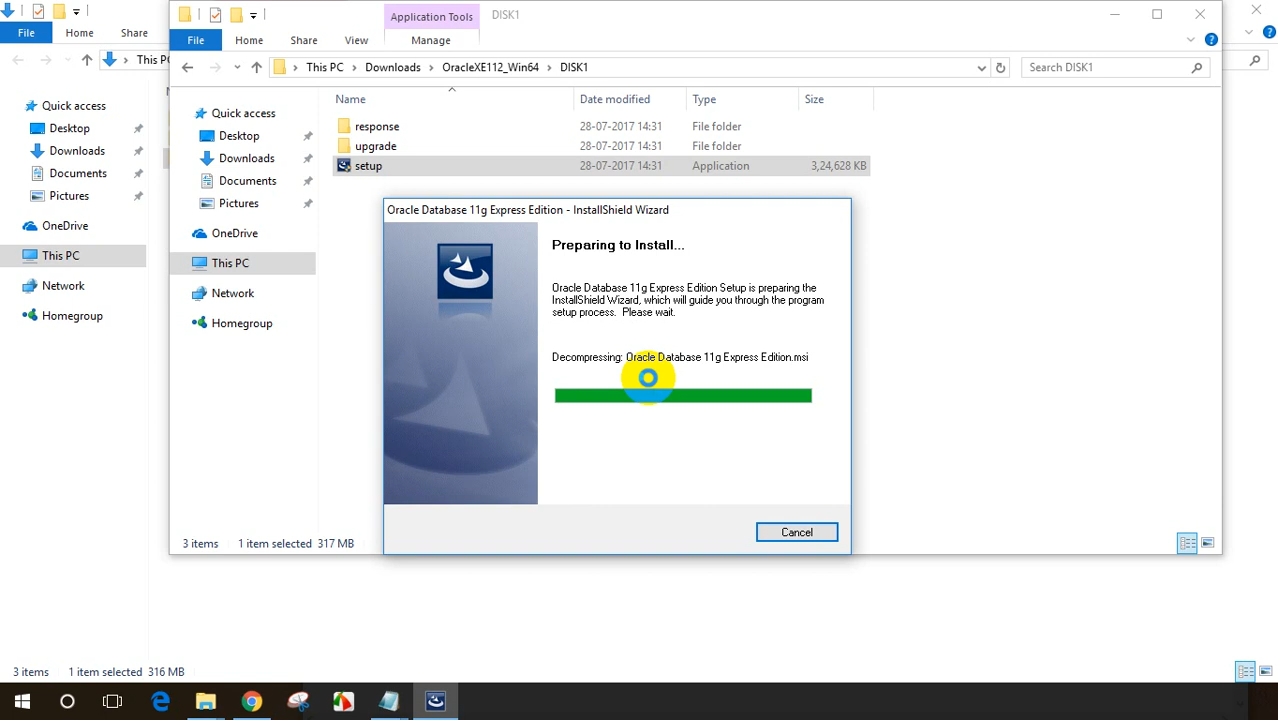 File
Home
Share
This P
Quick access
Desktop
Downloads
Documents
Pictures
OneDrive
This PC
Network
Homegroup
3 items 1 item selected 316 MB
Application Tools
DISK1
File
Home
Share
View
Manage
This PC
Downloads
OracleXE112_Win64
DISK1
Search DISK1
Quick access
Desktop
Downloads
Documents
Pictures
OneDrive
This PC
Network
Homegroup
Name Date modified Type Size
response 28-07-2017 14:31 File folder
upgrade 28-07-2017 14:31 File folder
setup 28-07-2017 14:31 Application 3,24,628 KB
3 items 1 item selected 317 MB
Oracle Database 11g Express Edition - InstallShield Wizard
Preparing to Install...
Oracle Database 11g Express Edition Setup is preparing the
InstallShield Wizard, which will guide you through the program
setup process. Please wait.
Decompressing: Oracle Database 11g Express Edition.msi
Cancel